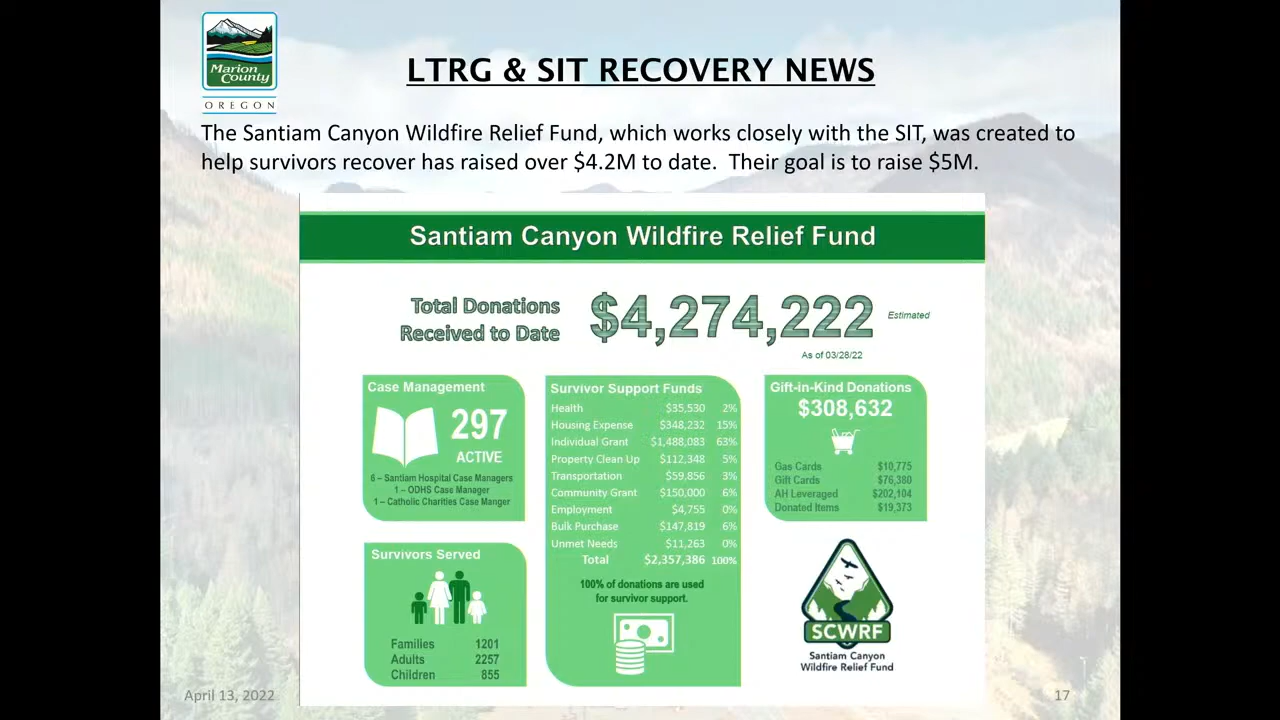 Marion
County
OREGON
LTRG & SIT RECOVERY NEWS
The Santiam Canyon Wildfire Relief Fund, which works closely with the SIT, was created to
help survivors recover has raised over $4.2M to date. Their goal is to raise $5M.
Santiam Canyon Wildfire Relief Fund
Total Donations
Received to Date
$4,274,222
Estimated
As of 03/28/22
Case Management
297
ACTIVE
6 – Santiam Hospital Case Managers
1 – ODHS Case Manager
1 – Catholic Charities Case Manger
Survivors Served
Families 1201
Adults 2257
Children 855
Survivor Support Funds
Health $35,530 2%
Housing Expense $348,232 15%
Individual Grant $1,488,083 63%
Property Clean Up $112,348 5%
Transportation $59,856 3%
Community Grant $150,000 6%
Employment $4,755 0%
Bulk Purchase $147,819 6%
Unmet Needs $11,263 0%
Total $2,357,386 100%
100% of donations are used
for survivor support.
Gift-in-Kind Donations
$308,632
Gas Cards $10,775
Gift Cards $76,380
AH Leveraged $202,104
Donated Items $19,373
SCWRF
Santiam Canyon
Wildfire Relief Fund
April 13, 2022
17